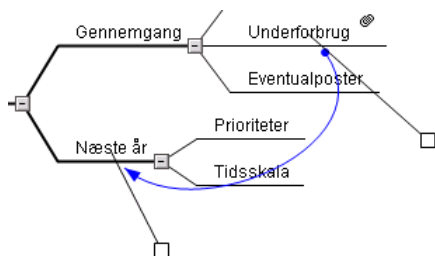 Gennemgang
Underforbrug
Eventualposter
Næste år
Prioriteter
Tidsskala